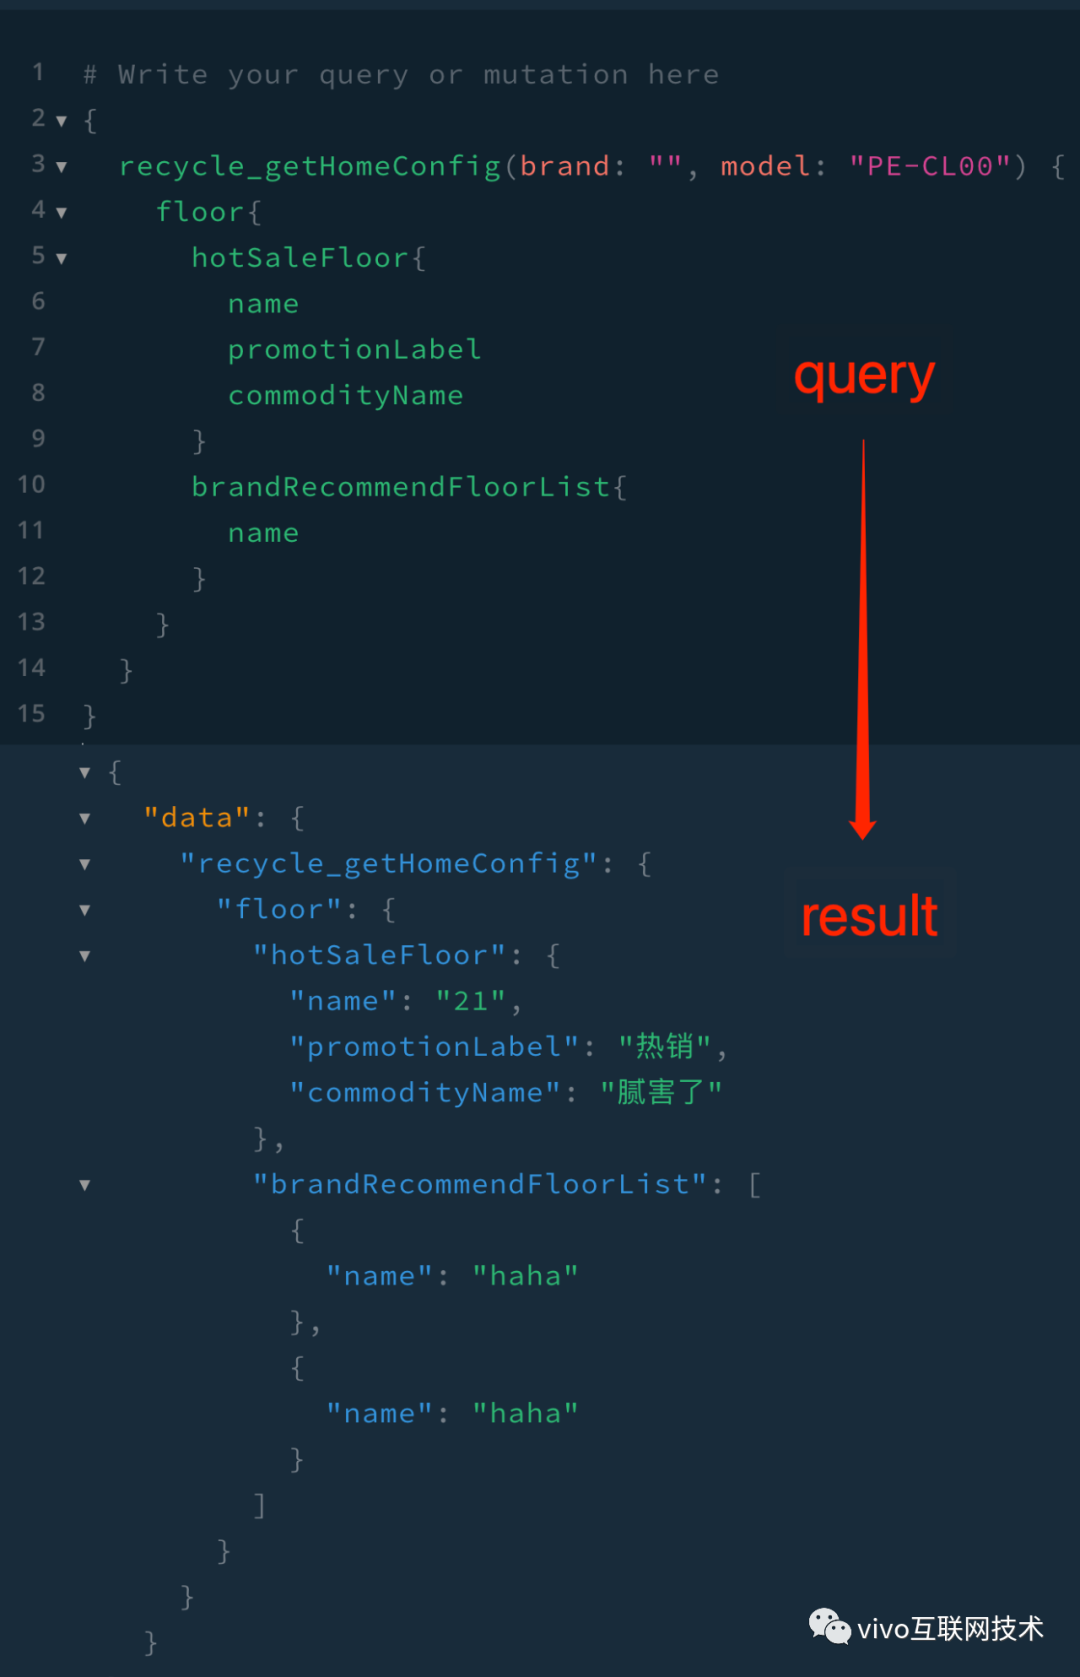 1 # Write your query or mutation here
2 ▼ {
3 ▼ recycle_getHomeConfig(brand: "", model: "PE-CL00") {
4 ▼ floor{
5 ▼ hotSaleFloor{
6 name
7 promotionLabel
8 commodityName
9 }
10 brandRecommendFloorList{
11 name
12 }
13 }
14 }
15 }
query
▼ {
▼ "data": {
▼ "recycle_getHomeConfig": {
▼ "floor": {
▼ "hotSaleFloor": {
"name": "21",
"promotionLabel": "热销",
"commodityName": "腻害了"
},
▼ "brandRecommendFloorList": [
{
"name": "haha"
},
{
"name": "haha"
}
]
}
}
}
result
vivo互联网技术